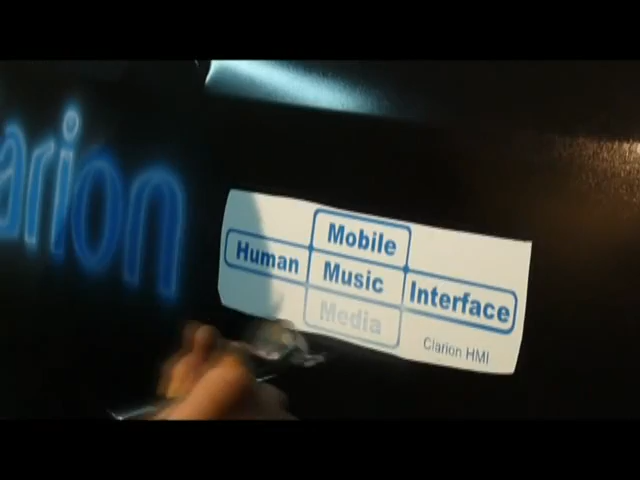 arion
Mobile
Human Music Interface
Media
Clarion HMI